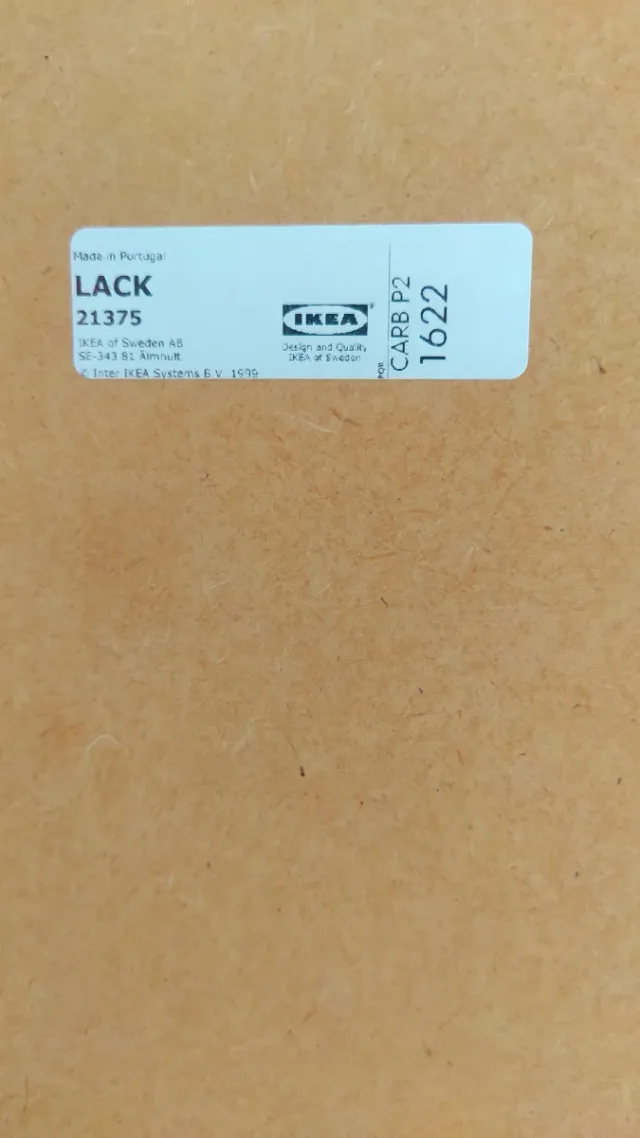 Made in Portugal
LACK
21375
IKEA of Sweden AB
SE-343 81 Älmhult
© Inter IKEA Systems B.V. 1999
IKEA®
Design and Quality
IKEA of Sweden
POR
CARB P2
1622